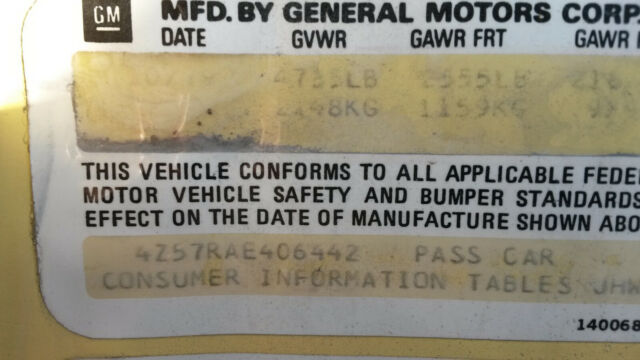 GM
MFD. BY GENERAL MOTORS CORP
DATE GVWR GAWR FRT GAWR
4735LB 2555LB
2148KG 1159KG
THIS VEHICLE CONFORMS TO ALL APPLICABLE FEDE
MOTOR VEHICLE SAFETY AND BUMPER STANDARDS
EFFECT ON THE DATE OF MANUFACTURE SHOWN ABO
4Z57RAE406442 PASS CAR
CONSUMER INFORMATION TABLES JHW
140068